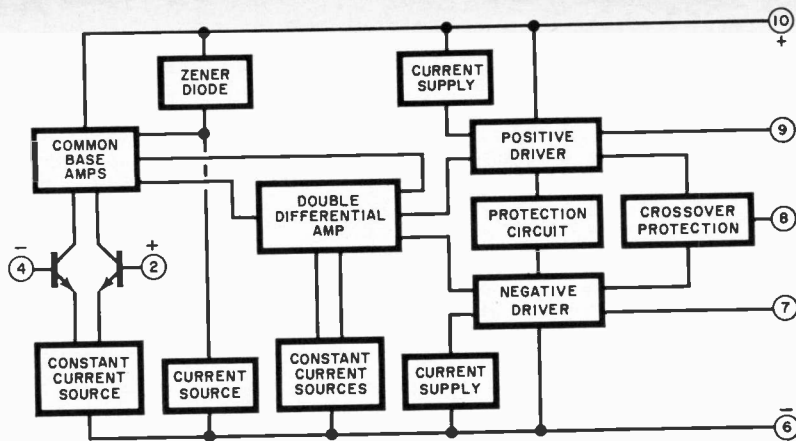 10
+
ZENER
DIODE
CURRENT
SUPPLY
COMMON
BASE
AMPS
POSITIVE
DRIVER
9
DOUBLE
DIFFERENTIAL
AMP
PROTECTION
CIRCUIT
CROSSOVER
PROTECTION
8
−
4
+
2
NEGATIVE
DRIVER
7
CONSTANT
CURRENT
SOURCE
CURRENT
SOURCE
CONSTANT
CURRENT
SOURCES
CURRENT
SUPPLY
−
6